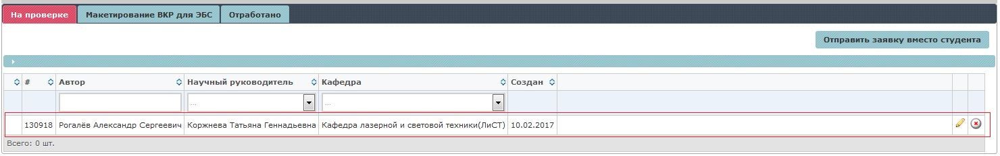 На проверке Макетирование ВКР для ЭБС Отработано
Отправить заявку вместо студента
# Автор Научный руководитель Кафедра Создан
... ...
130918 Рогалёв Александр Сергеевич Коржнева Татьяна Геннадьевна Кафедра лазерной и световой техники(ЛиСТ) 10.02.2017
Всего: 0 шт.